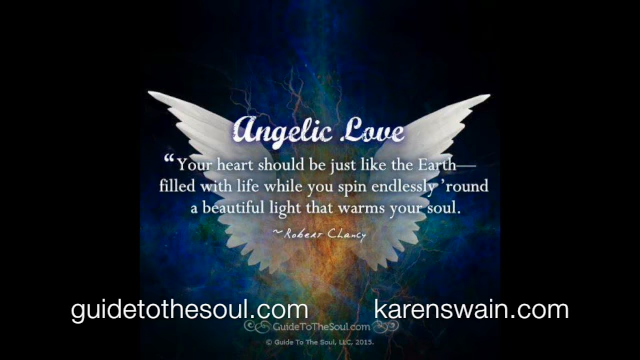 Angelic Love
“Your heart should be just like the Earth—
filled with life while you spin endlessly ’round
a beautiful light that warms your soul.
~Robert Clancy
guidetothesoul.com karenswain.com
GuideToTheSoul.com
© Guide To The Soul, LLC, 2015.